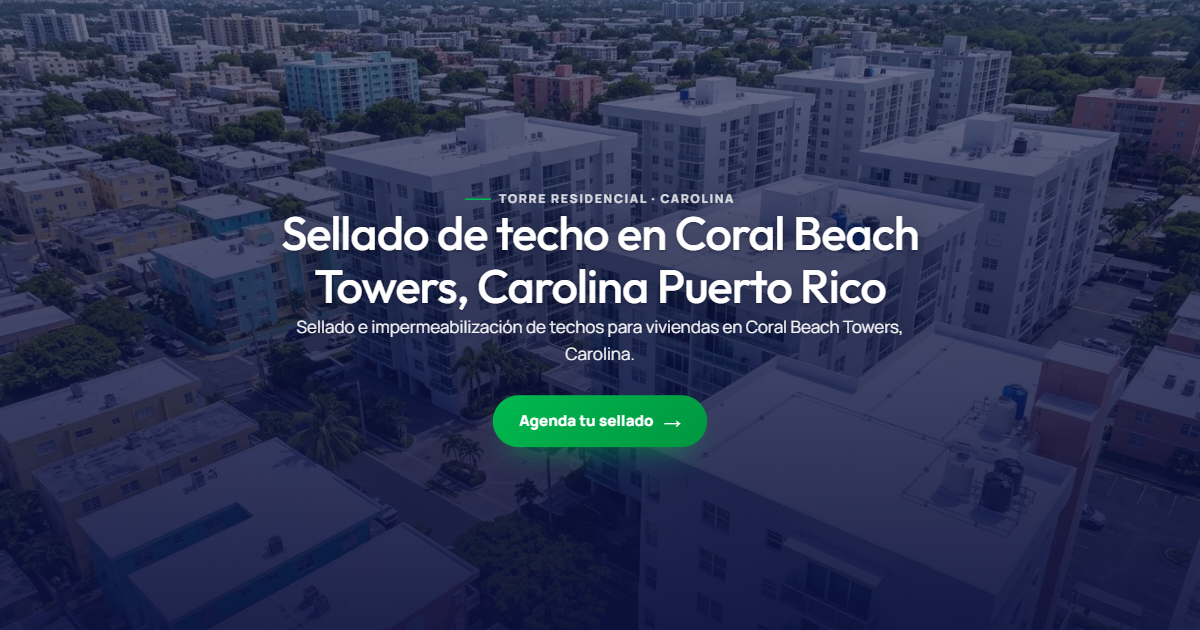 TORRE RESIDENCIAL · CAROLINA
Sellado de techo en Coral Beach
Towers, Carolina Puerto Rico
Sellado e impermeabilización de techos para viviendas en Coral Beach Towers,
Carolina.
Agenda tu sellado →